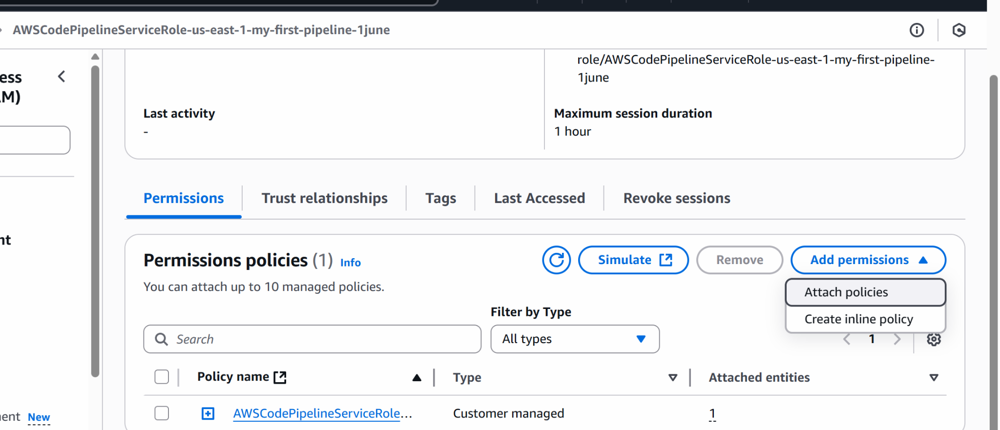 AWSCodePipelineServiceRole-us-east-1-my-first-pipeline-1june
role/AWSCodePipelineServiceRole-us-east-1-my-first-pipeline-
1june
ess
M)
Last activity
-
Maximum session duration
1 hour
Permissions
Trust relationships
Tags
Last Accessed
Revoke sessions
nt
Permissions policies (1) Info
Simulate
Remove
Add permissions
You can attach up to 10 managed policies.
Attach policies
Create inline policy
Filter by Type
Search
All types
1
Policy name
Type
Attached entities
AWSCodePipelineServiceRole...
Customer managed
1
ent New